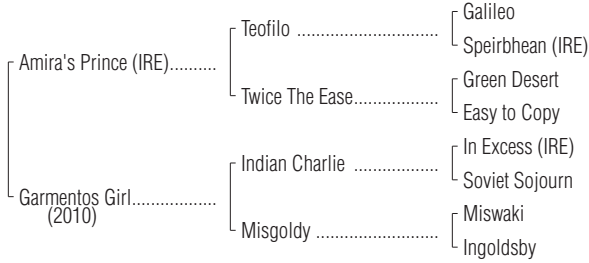 Galileo
Teofilo ..............................
Speirbhean (IRE)
Amira's Prince (IRE)..........
Green Desert
Twice The Ease....................
Easy to Copy
In Excess (IRE)
Indian Charlie ....................
Soviet Sojourn
Garmentos Girl..................
(2010)
Miswaki
Misgoldy .............................
Ingoldsby